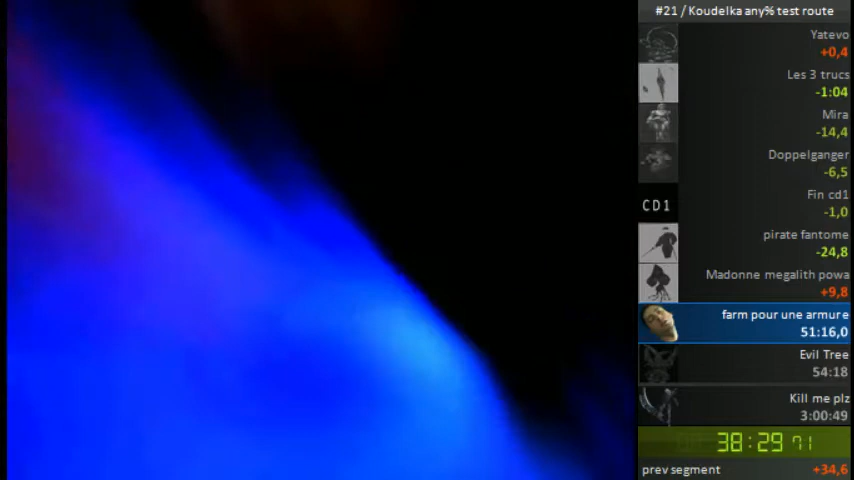 #21 / Koudelka any% test route
Yatevo
+0,4
Les 3 trucs
-1:04
Mira
-14,4
Doppelganger
-6,5
CD1
Fin cd1
-1,0
pirate fantome
-24,8
Madonne megalith powa
+9,8
farm pour une armure
51:16,0
Evil Tree
54:18
Kill me plz
3:00:49
38:29 71
prev segment
+34,6